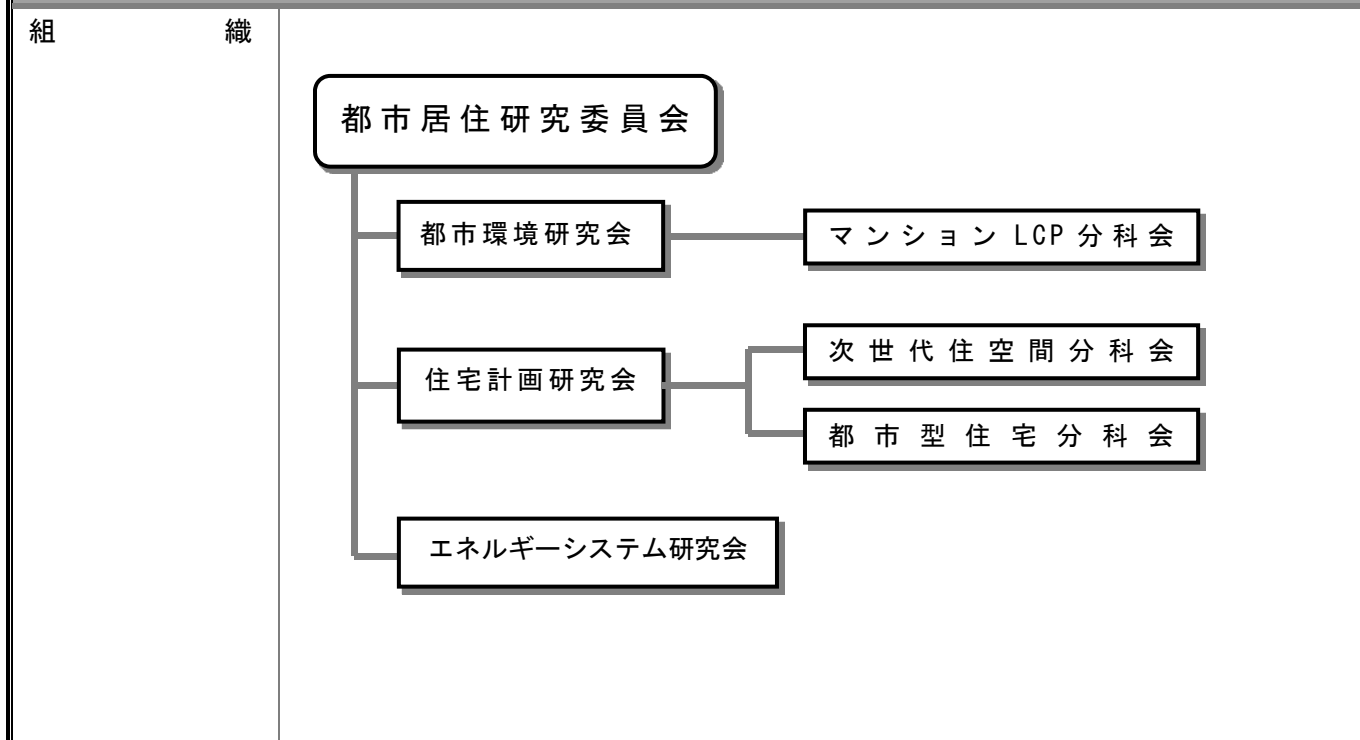 組織
都市居住研究委員会
都市環境研究会
マンション LCP 分科会
住宅計画研究会
次世代住空間分科会
都市型住宅分科会
エネルギーシステム研究会